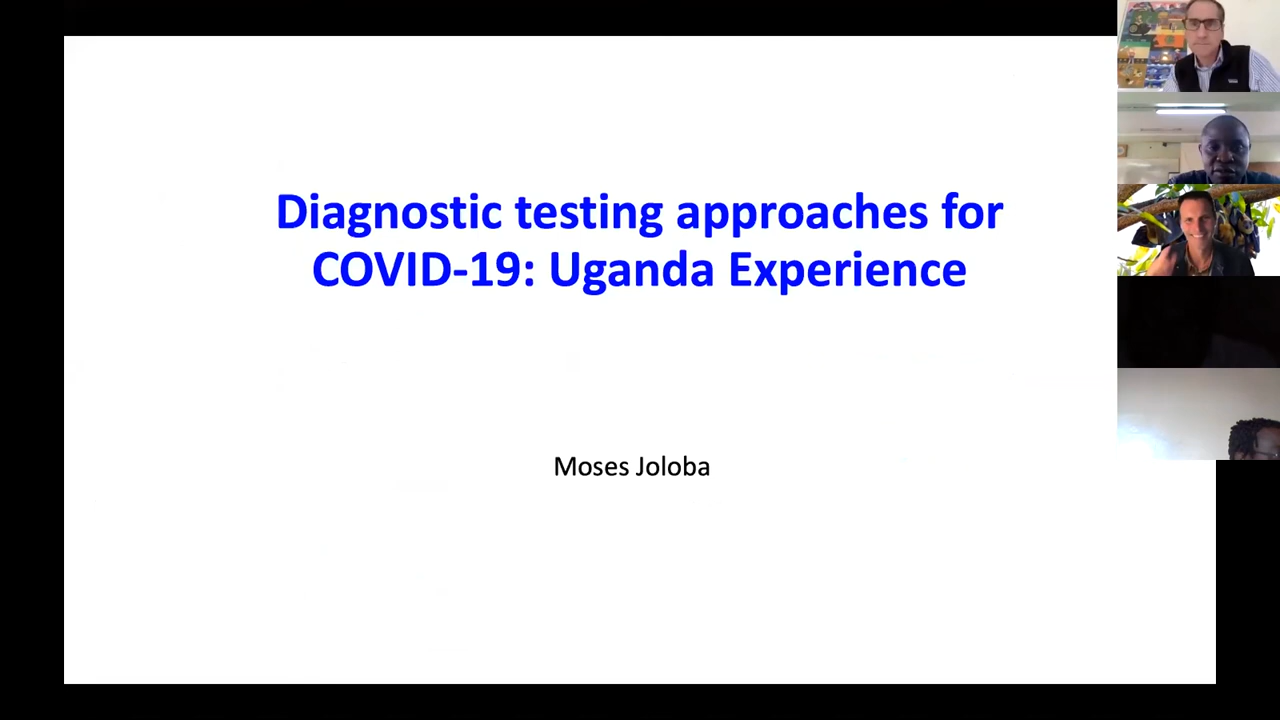 Diagnostic testing approaches for
COVID-19: Uganda Experience
Moses Joloba